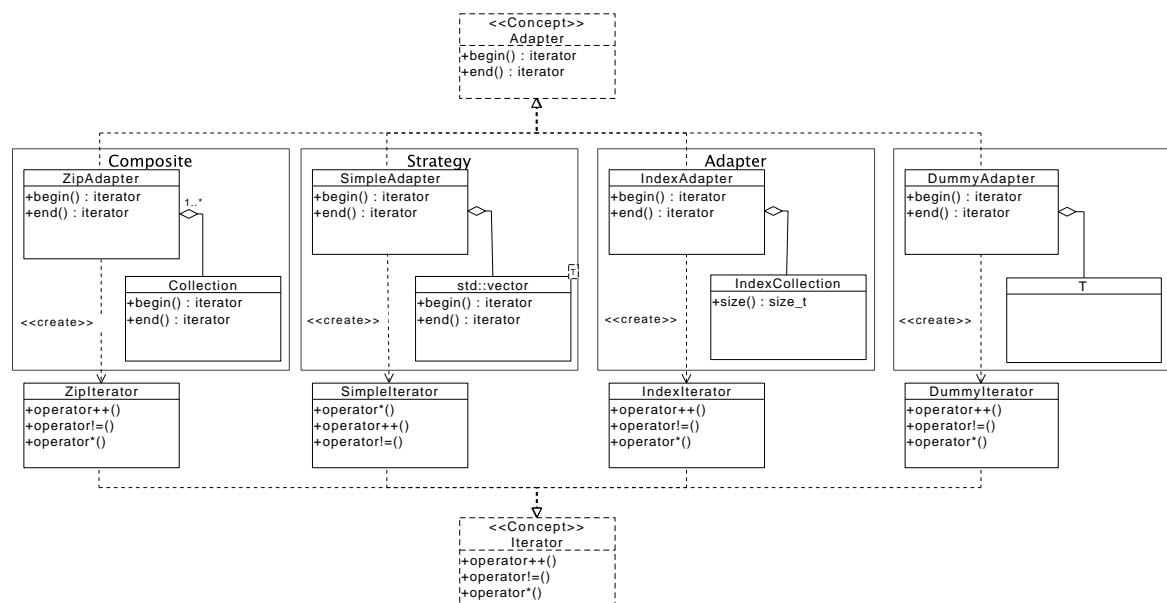 <<Concept>>
Adapter
+begin() : iterator
+end() : iterator
Composite
ZipAdapter
+begin() : iterator
+end() : iterator
1..*
Collection
+begin() : iterator
+end() : iterator
<<create>>
ZipIterator
+operator++()
+operator!=()
+operator*()
Strategy
SimpleAdapter
+begin() : iterator
+end() : iterator
T
std::vector
+begin() : iterator
+end() : iterator
<<create>>
SimpleIterator
+operator*()
+operator++()
+operator!=()
Adapter
IndexAdapter
+begin() : iterator
+end() : iterator
IndexCollection
+size() : size_t
<<create>>
IndexIterator
+operator++()
+operator!=()
+operator*()
DummyAdapter
+begin() : iterator
+end() : iterator
T
<<create>>
DummyIterator
+operator++()
+operator!=()
+operator*()
<<Concept>>
Iterator
+operator++()
+operator!=()
+operator*()